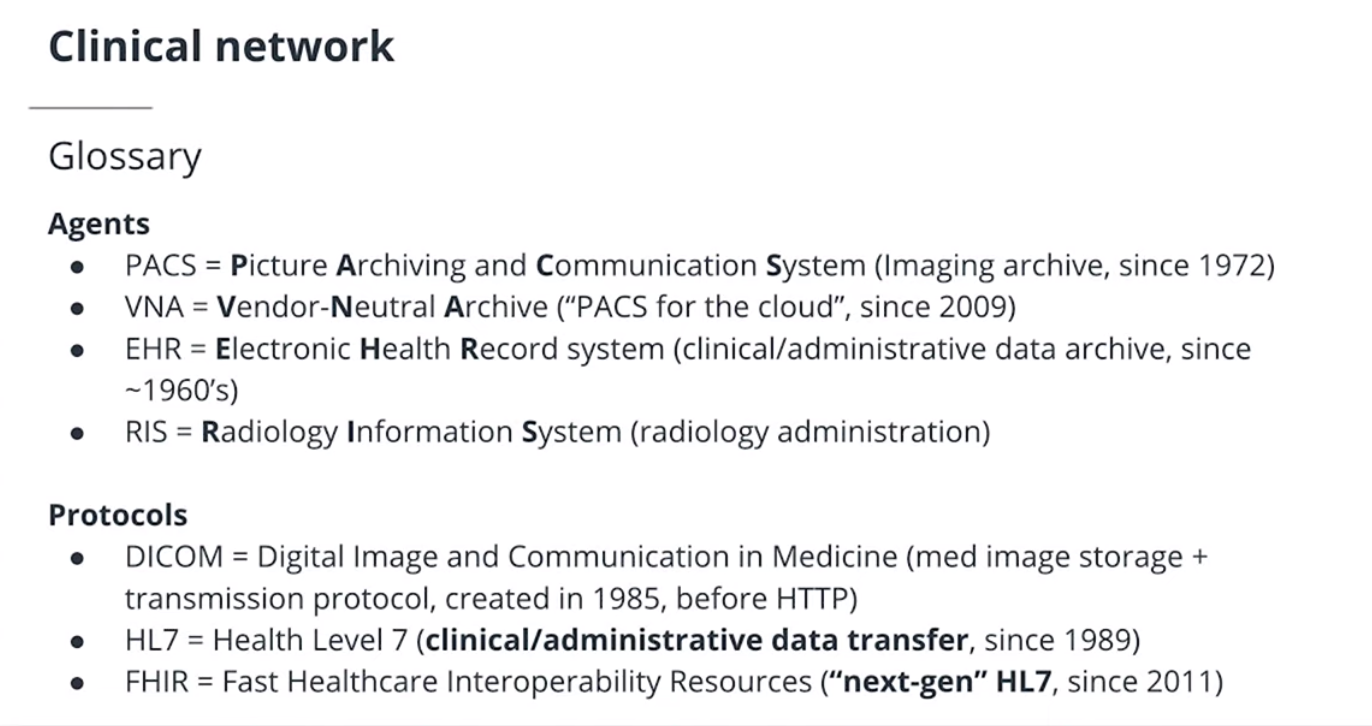 Clinical network
Glossary
Agents
● PACS = Picture Archiving and Communication System (Imaging archive, since 1972)
● VNA = Vendor-Neutral Archive (“PACS for the cloud”, since 2009)
● EHR = Electronic Health Record system (clinical/administrative data archive, since
~1960’s)
● RIS = Radiology Information System (radiology administration)
Protocols
● DICOM = Digital Image and Communication in Medicine (med image storage +
transmission protocol, created in 1985, before HTTP)
● HL7 = Health Level 7 (clinical/administrative data transfer, since 1989)
● FHIR = Fast Healthcare Interoperability Resources (“next-gen” HL7, since 2011)